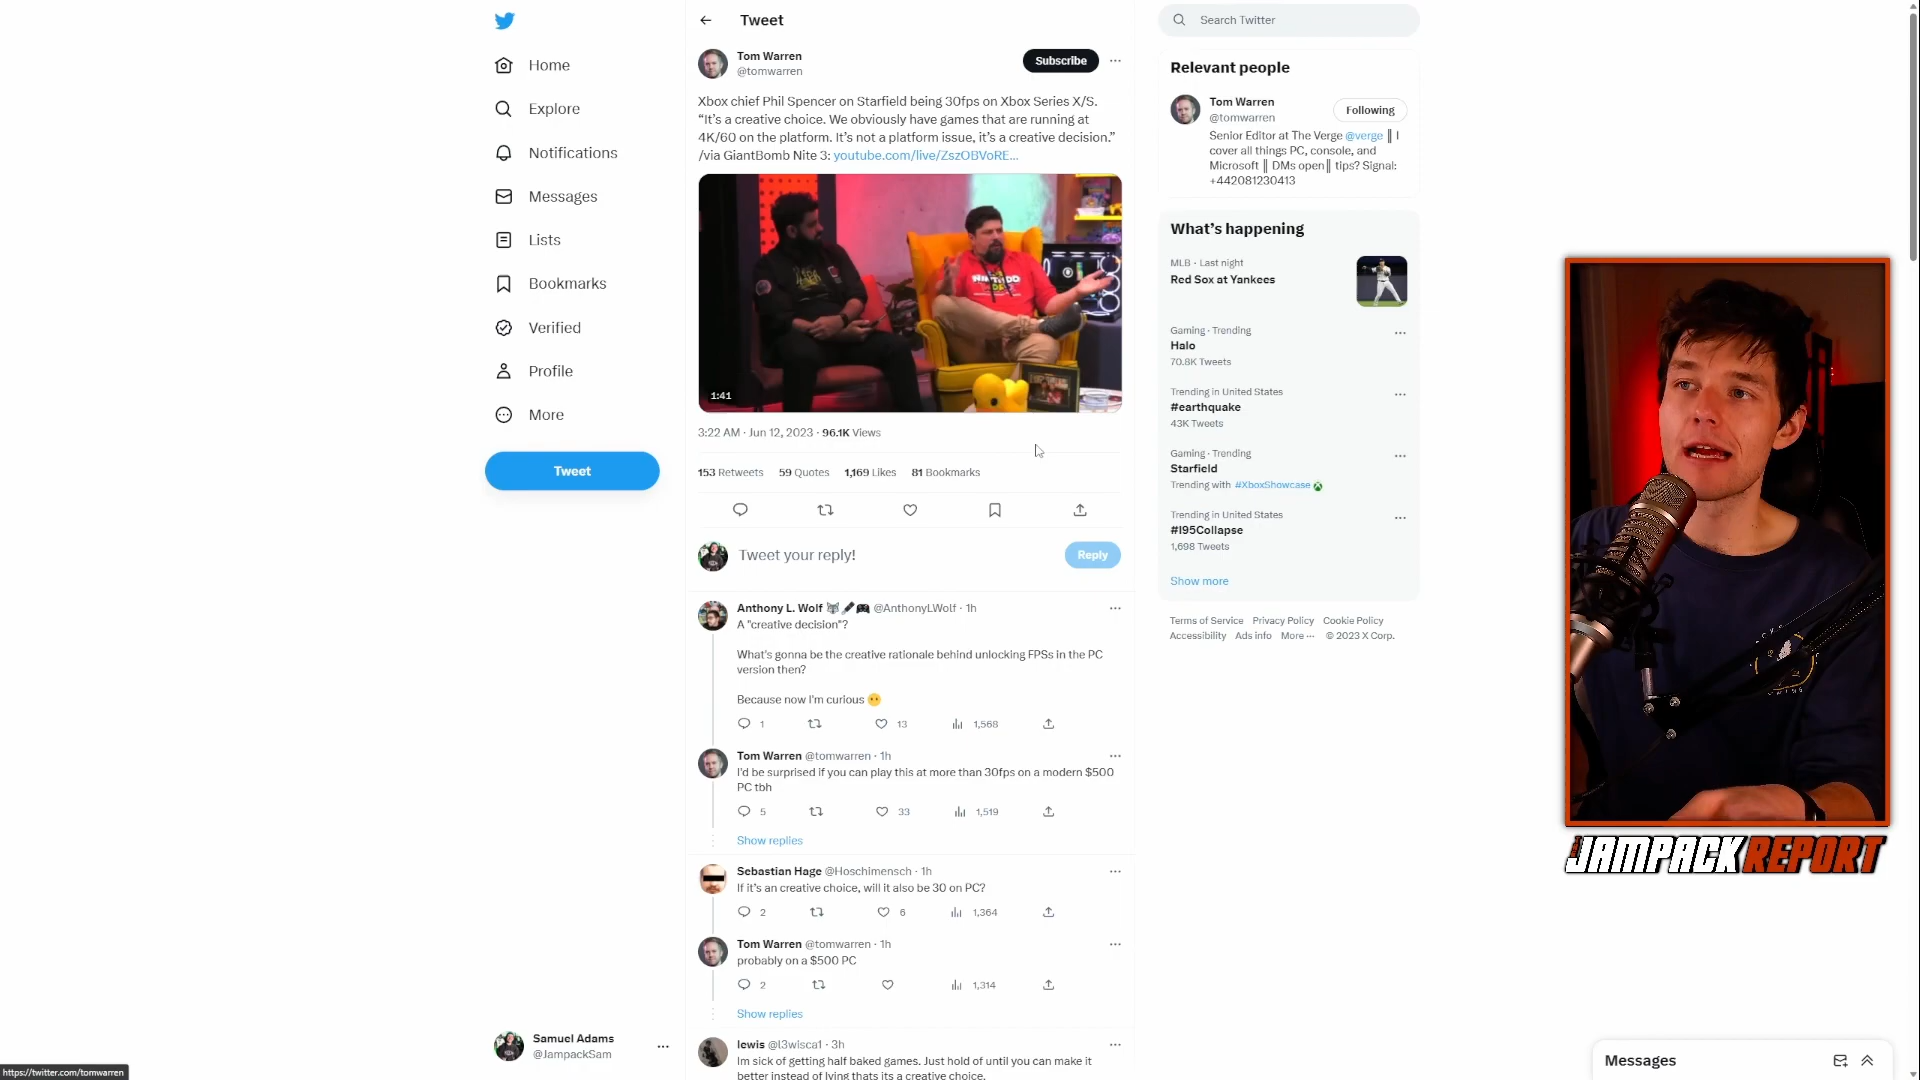 Tweet
Search Twitter
Home
Explore
Notifications
Messages
Lists
Bookmarks
Verified
Profile
More
Tweet
Samuel Adams
@JampackSam
https://twitter.com/tomwarren
Tom Warren
@tomwarren
Subscribe
Xbox chief Phil Spencer on Starfield being 30fps on Xbox Series X/S.
“It’s a creative choice. We obviously have games that are running at
4K/60 on the platform. It’s not a platform issue, it’s a creative decision.”
/via GiantBomb Nite 3: youtube.com/live/ZszOBVoRE…
1:41
3:22 AM · Jun 12, 2023 · 96.1K Views
153 Retweets 59 Quotes 1,169 Likes 81 Bookmarks
Tweet your reply!
Reply
Anthony L. Wolf 🐺🖋️🎮 @AnthonyLWolf · 1h
A "creative decision"?
What's gonna be the creative rationale behind unlocking FPSs in the PC
version then?
Because now I'm curious 😶
1 13 1,568
Tom Warren @tomwarren · 1h
I'd be surprised if you can play this at more than 30fps on a modern $500
PC tbh
5 33 1,519
Show replies
Sebastian Hage @Hoschimensch · 1h
If it’s an creative choice, will it also be 30 on PC?
2 6 1,364
Tom Warren @tomwarren · 1h
probably on a $500 PC
2 1,314
Show replies
lewis @l3wisca1 · 3h
Im sick of getting half baked games. Just hold of until you can make it
better instead of lying thats its a creative choice.
Relevant people
Tom Warren
@tomwarren
Following
Senior Editor at The Verge @verge || I
cover all things PC, console, and
Microsoft || DMs open|| tips? Signal:
+442081230413
What’s happening
MLB · Last night
Red Sox at Yankees
Gaming · Trending
Halo
70.8K Tweets
Trending in United States
#earthquake
43K Tweets
Gaming · Trending
Starfield
Trending with #XboxShowcase
Trending in United States
#I95Collapse
1,698 Tweets
Show more
Terms of Service Privacy Policy Cookie Policy
Accessibility Ads info More ··· © 2023 X Corp.
JAMPACK REPORT
Messages